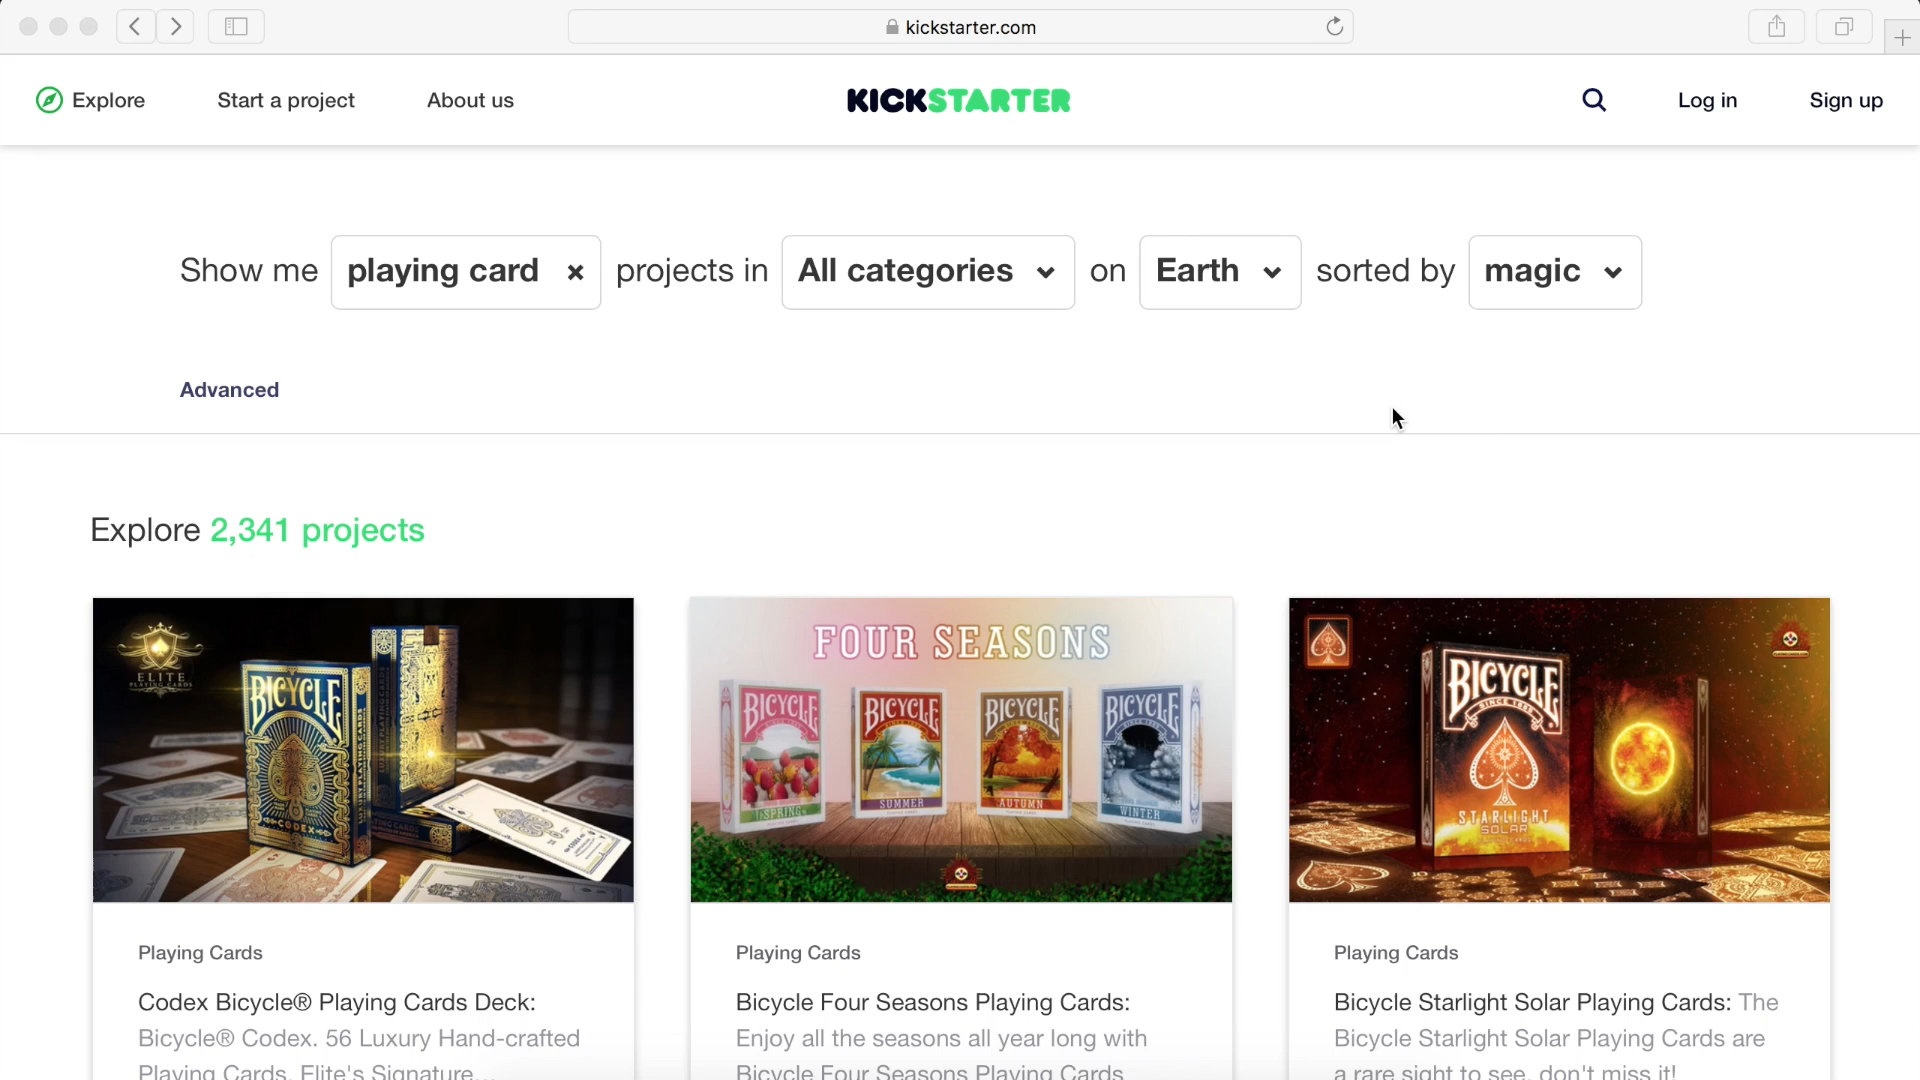 kickstarter.com
Explore Start a project About us KICKSTARTER Log in Sign up
Show me playing card × projects in All categories on Earth sorted by magic
Advanced
Explore 2,341 projects
ELITE
PLAYING CARDS
BICYCLE
CODEX
FOUR SEASONS
BICYCLE
SPRING
BICYCLE
SUMMER
BICYCLE
AUTUMN
BICYCLE
WINTER
BICYCLE
SINCE 1885
STARLIGHT
SOLAR
Playing Cards
Codex Bicycle® Playing Cards Deck:
Bicycle® Codex. 56 Luxury Hand-crafted
Playing Cards. Elite's Signature...
Playing Cards
Bicycle Four Seasons Playing Cards:
Enjoy all the seasons all year long with
Bicycle Four Seasons Playing Cards
Playing Cards
Bicycle Starlight Solar Playing Cards: The
Bicycle Starlight Solar Playing Cards are
a rare sight to see, don't miss it!